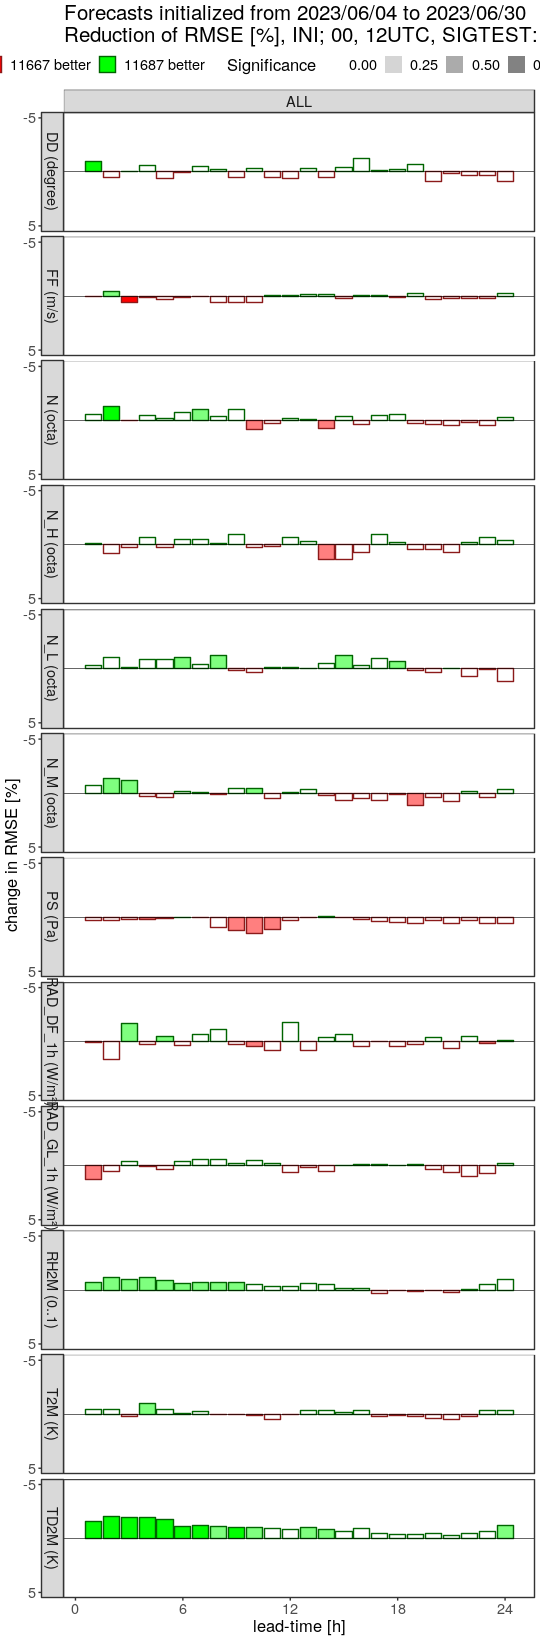 Forecasts initialized from 2023/06/04 to 2023/06/30
Reduction of RMSE [%], INI; 00, 12UTC, SIGTEST:
11667 better 11687 better Significance 0.00 0.25 0.50 0
ALL
-5
DD (degree)
5
-5
FF (m/s)
5
-5
N (octa)
5
-5
N_H (octa)
5
-5
N_L (octa)
5
-5
N_M (octa)
5
change in RMSE [%]
-5
PS (Pa)
5
-5
RAD_DF_1h (W/m²)
5
-5
RAD_GL_1h (W/m²)
5
-5
RH2M (0..1)
5
-5
T2M (K)
5
-5
TD2M (K)
5
0 6 12 18 24
lead-time [h]